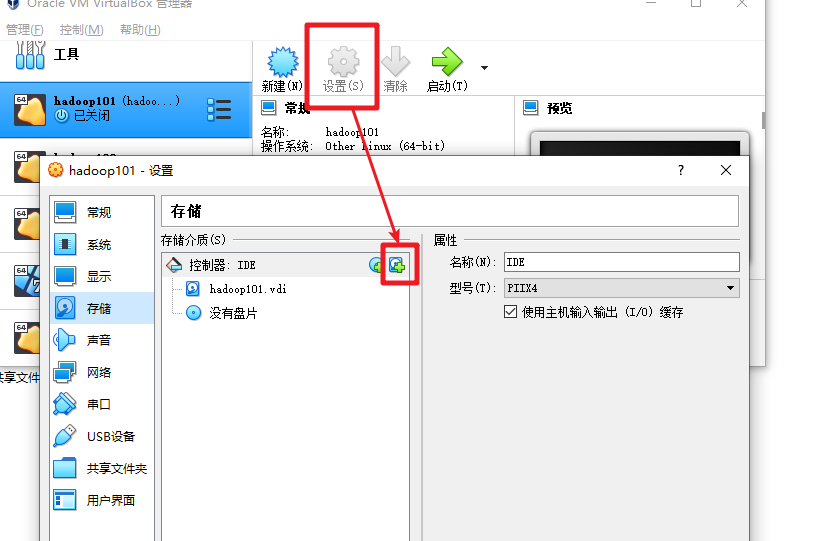 Oracle VM VirtualBox 管理器
管理(F) 控制(M) 帮助(H)
工具
新建(N) 设置(S) 清除 启动(T)
64 hadoop101 (hadoo...)
已关闭
常规
预览
名称: hadoop101
操作系统: Other Linux (64-bit)
64
64
64
共享文件
hadoop101 - 设置 ?
常规
系统
显示
存储
声音
网络
串口
USB设备
共享文件夹
用户界面
存储
存储介质(S)
控制器: IDE
hadoop101.vdi
没有盘片
属性
名称(N): IDE
型号(T): PIIX4
使用主机输入输出 (I/O) 缓存